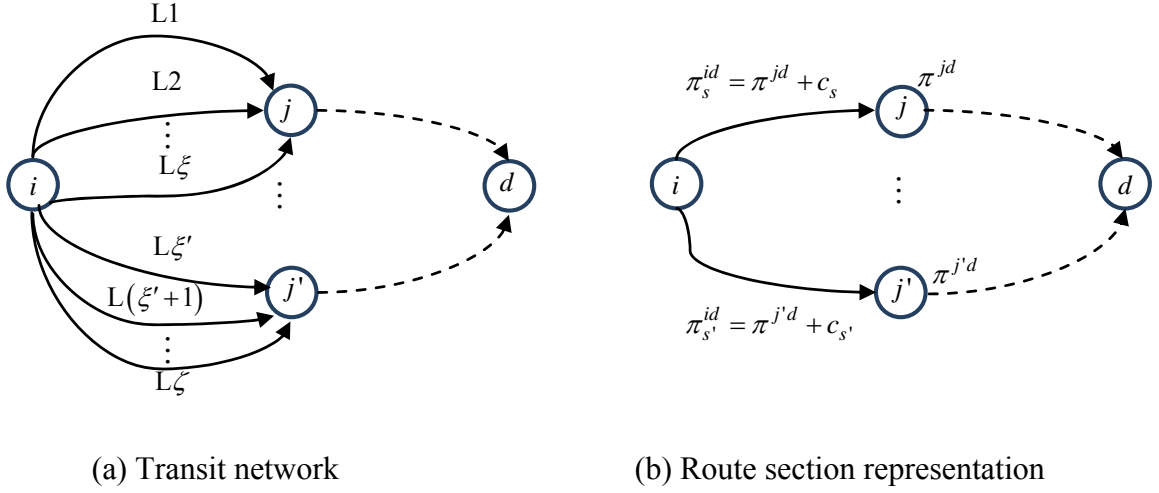 L1
L2
⋮
Lξ
i
j
d
⋮
Lξ′
L(ξ′+1)
j'
⋮
Lζ
(a) Transit network
π_s^{id} = π^{jd} + c_s
π^{jd}
j
i
⋮
d
j'
π^{j'd}
π_{s'}^{id} = π^{j'd} + c_{s'}
(b) Route section representation